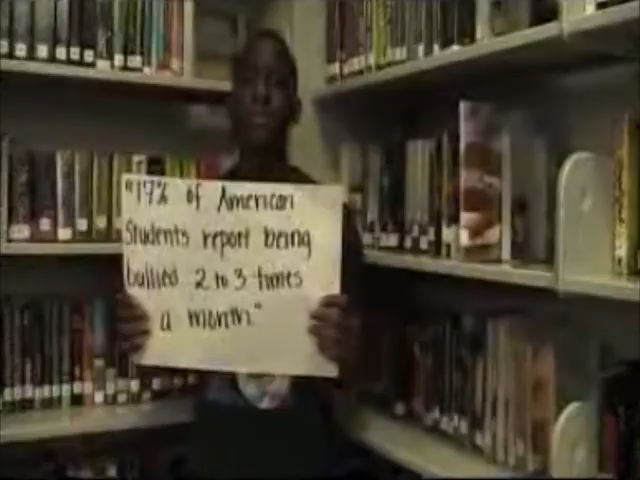 "17% of American
Students report being
bullied 2 to 3 times
a month."